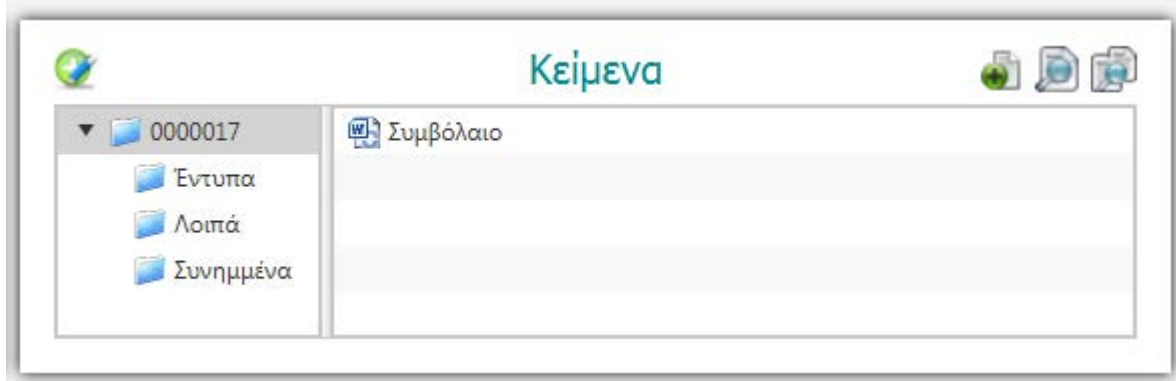 Κείμενα
0000017
Έντυπα
Λοιπά
Συνημμένα
Συμβόλαιο